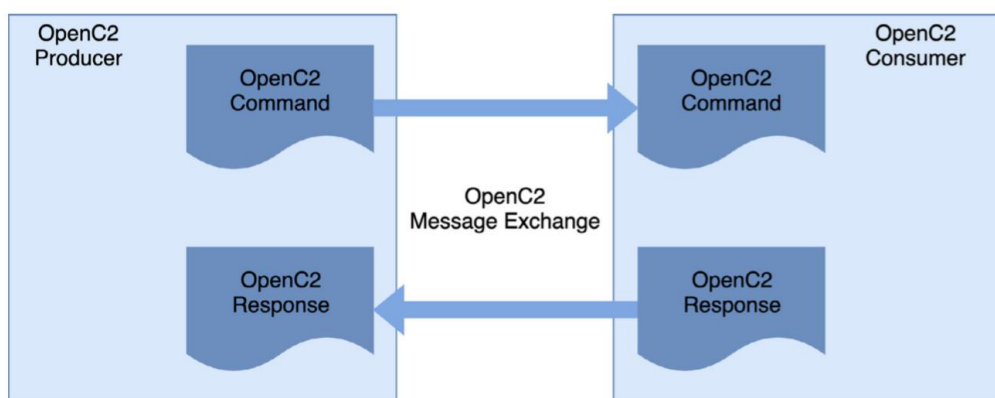 OpenC2
Producer
OpenC2
Command
OpenC2
Command
OpenC2
Consumer
OpenC2
Message Exchange
OpenC2
Response
OpenC2
Response